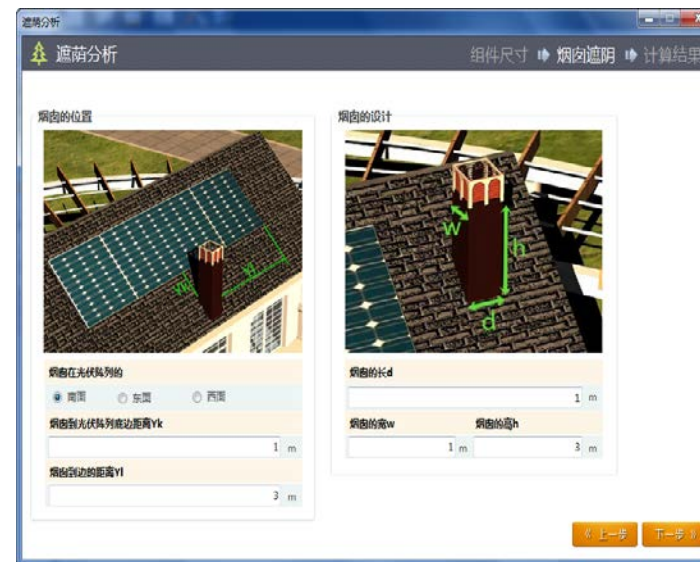 遮荫分析
遮荫分析
组件尺寸 烟囱遮阴 计算结果
烟囱的位置
Yk
Yl
烟囱在光伏阵列的
南面 东面 西面
烟囱到光伏阵列底边距离Yk
1 m
烟囱到边的距离Yl
3 m
烟囱的设计
w
h
d
烟囱的长d
1 m
烟囱的宽w 烟囱的高h
1 m 3 m
《 上一步 下一步 》